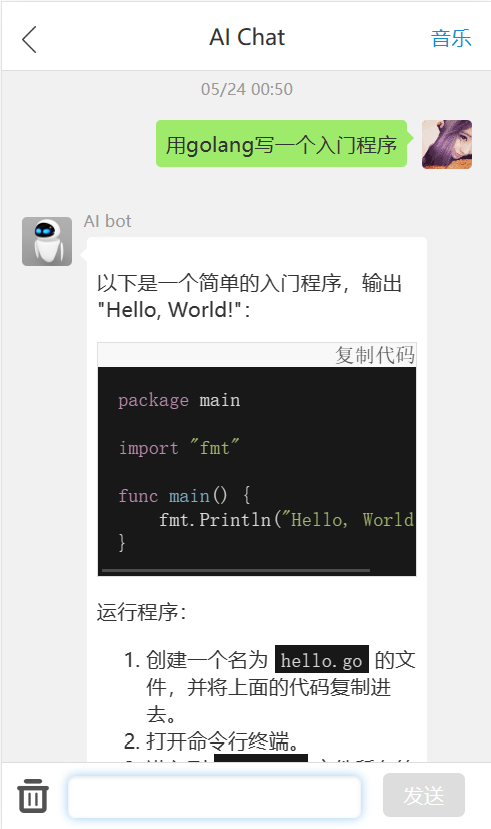 AI Chat
音乐
05/24 00:50
用golang写一个入门程序
AI bot
以下是一个简单的入门程序，输出
"Hello, World!"：
复制代码
package main
import "fmt"
func main() {
    fmt.Println("Hello, World
}
运行程序：
1. 创建一个名为 hello.go 的文
件，并将上面的代码复制进
去。
2. 打开命令行终端。
发送